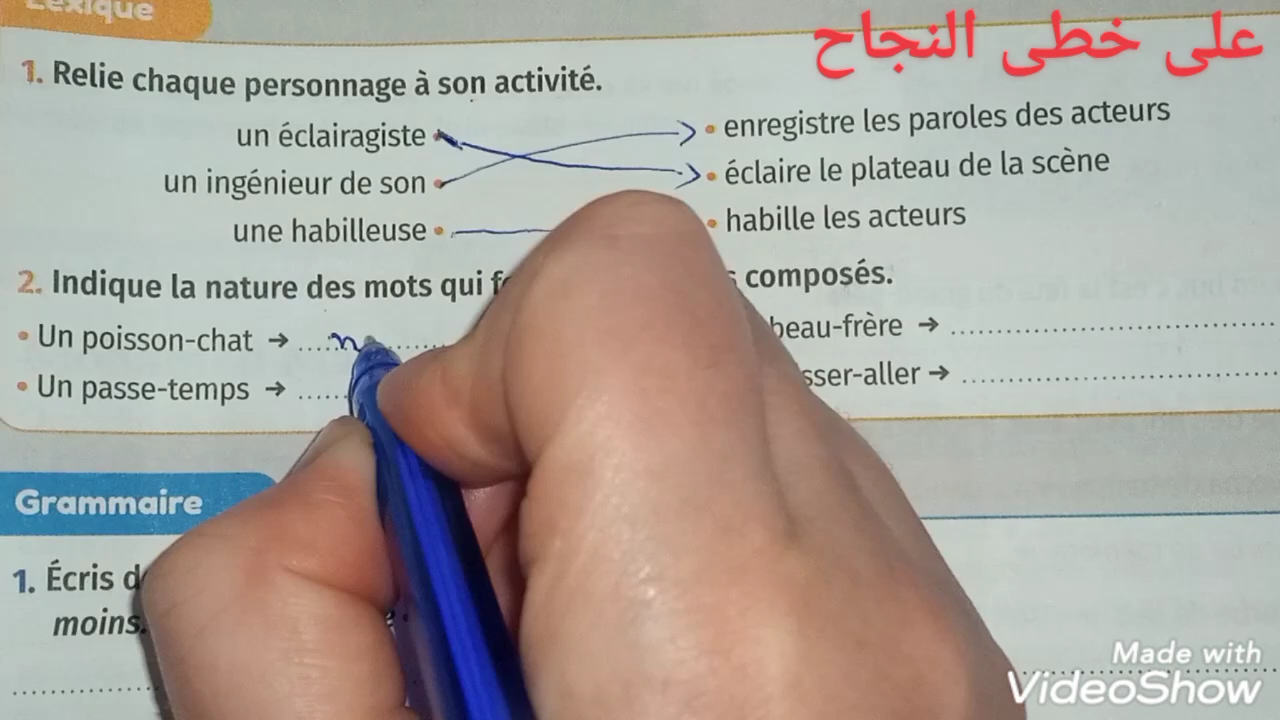 Lexique
على خطى النجاح
1. Relie chaque personnage à son activité.
un éclairagiste • • enregistre les paroles des acteurs
un ingénieur de son • • éclaire le plateau de la scène
une habilleuse • • habille les acteurs
2. Indique la nature des mots qui composés.
• Un poisson-chat → ....n........ beau-frère → ........................................
• Un passe-temps → ...... sser-aller → ........................................
Grammaire
1. Écris d
moins.
Made with
VideoShow